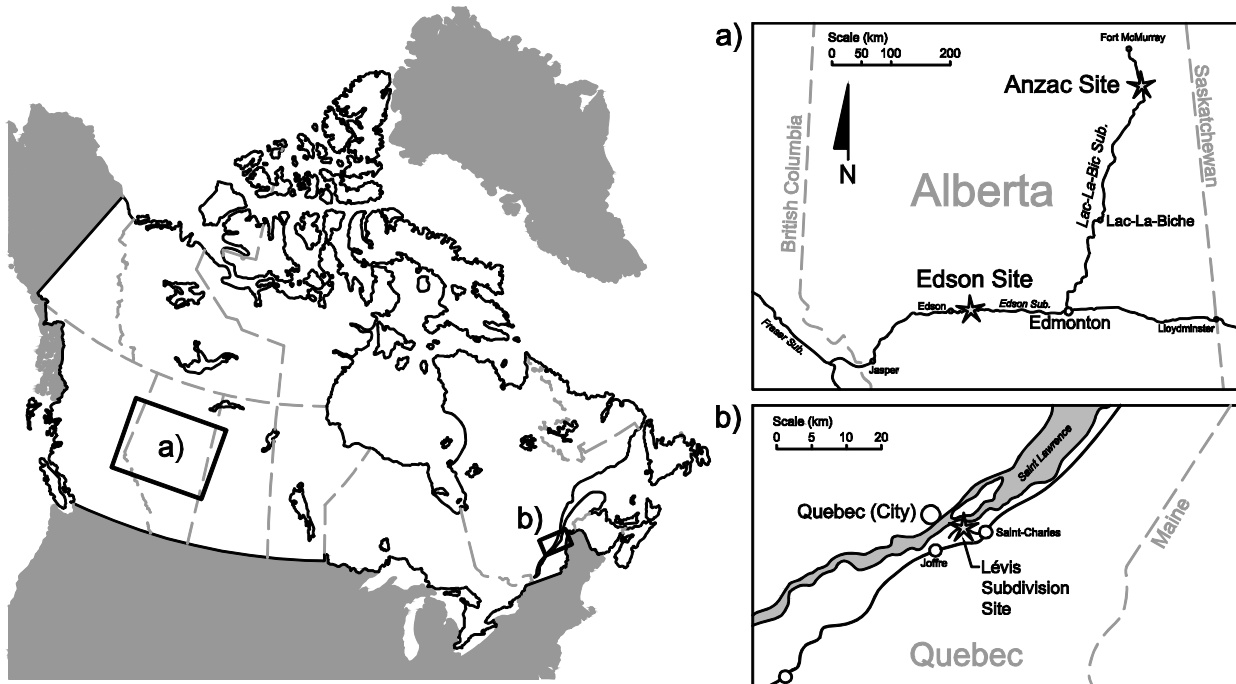 a)
b)
a)
Scale (km)
0 50 100 200
N
Fort McMurray
Anzac Site
Saskatchewan
British Columbia
Lac-La-Bic Sub.
Alberta
Lac-La-Biche
Edson Site
Edson
Edson Sub.
Edmonton
Lloydminster
Fraser Sub.
Jasper
b)
Scale (km)
0 5 10 20
Saint Lawrence
Quebec (City)
Saint-Charles
Joffre
Lévis
Subdivision
Site
Maine
Quebec